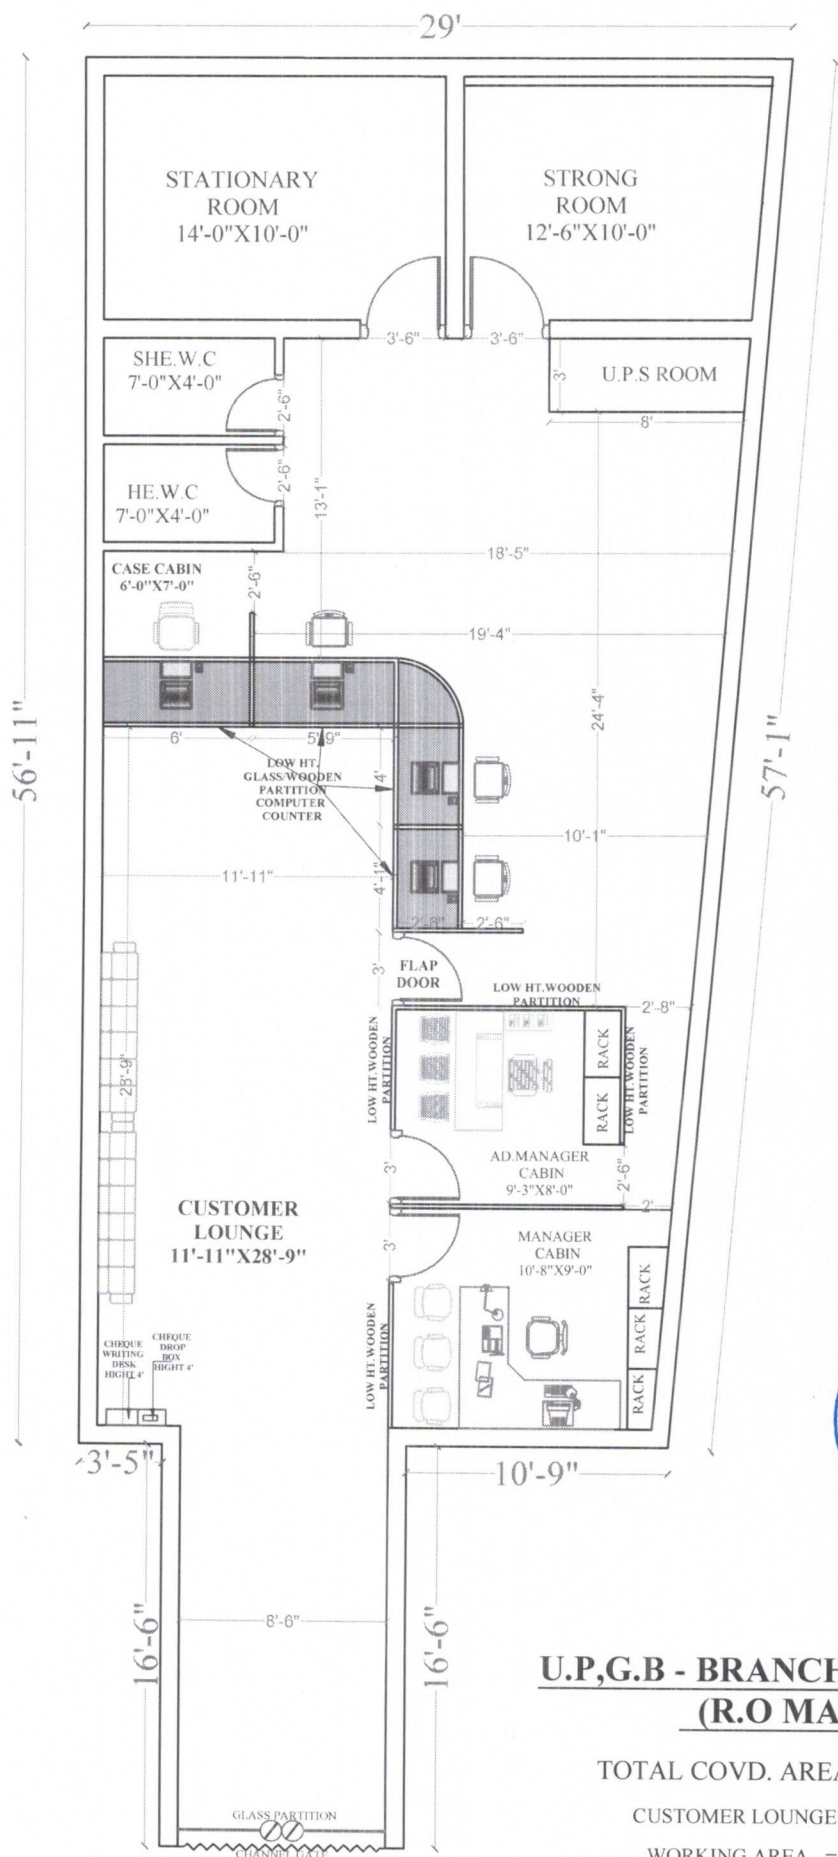 29'
STATIONARY
ROOM
14'-0"X10'-0"
STRONG
ROOM
12'-6"X10'-0"
3'-6"
3'-6"
SHE.W.C
7'-0"X4'-0"
2'-6"
3'
U.P.S ROOM
8'
HE.W.C
7'-0"X4'-0"
2'-6"
13'-1"
18'-5"
CASE CABIN
6'-0"X7'-0"
2'-6"
19'-4"
56'-11"
57'-1"
24'-4"
6'
5'-9"
LOW HT.
GLASS/WOODEN
PARTITION
COMPUTER
COUNTER
4'
10'-1"
11'-11"
4'-1"
2'-6"
2'-6"
3'
FLAP
DOOR
LOW HT.WOODEN
PARTITION
2'-8"
28'-9"
LOW HT.WOODEN
PARTITION
RACK
RACK
LOW HT.WOODEN
PARTITION
3'
AD.MANAGER
CABIN
9'-3"X8'-0"
2'-6"
2'
CUSTOMER
LOUNGE
11'-11"X28'-9"
3'
MANAGER
CABIN
10'-8"X9'-0"
RACK
RACK
RACK
LOW HT.WOODEN
PARTITION
CHEQUE
WRITING
DESK
HIGHT 4'
CHEQUE
DROP
BOX
HIGHT 4'
3'-5"
10'-9"
16'-6"
8'-6"
16'-6"
U.P,G.B - BRANCH
(R.O MA
TOTAL COVD. AREA
CUSTOMER LOUNGE
WORKING AREA
GLASS PARTITION
CHANNEL GATE